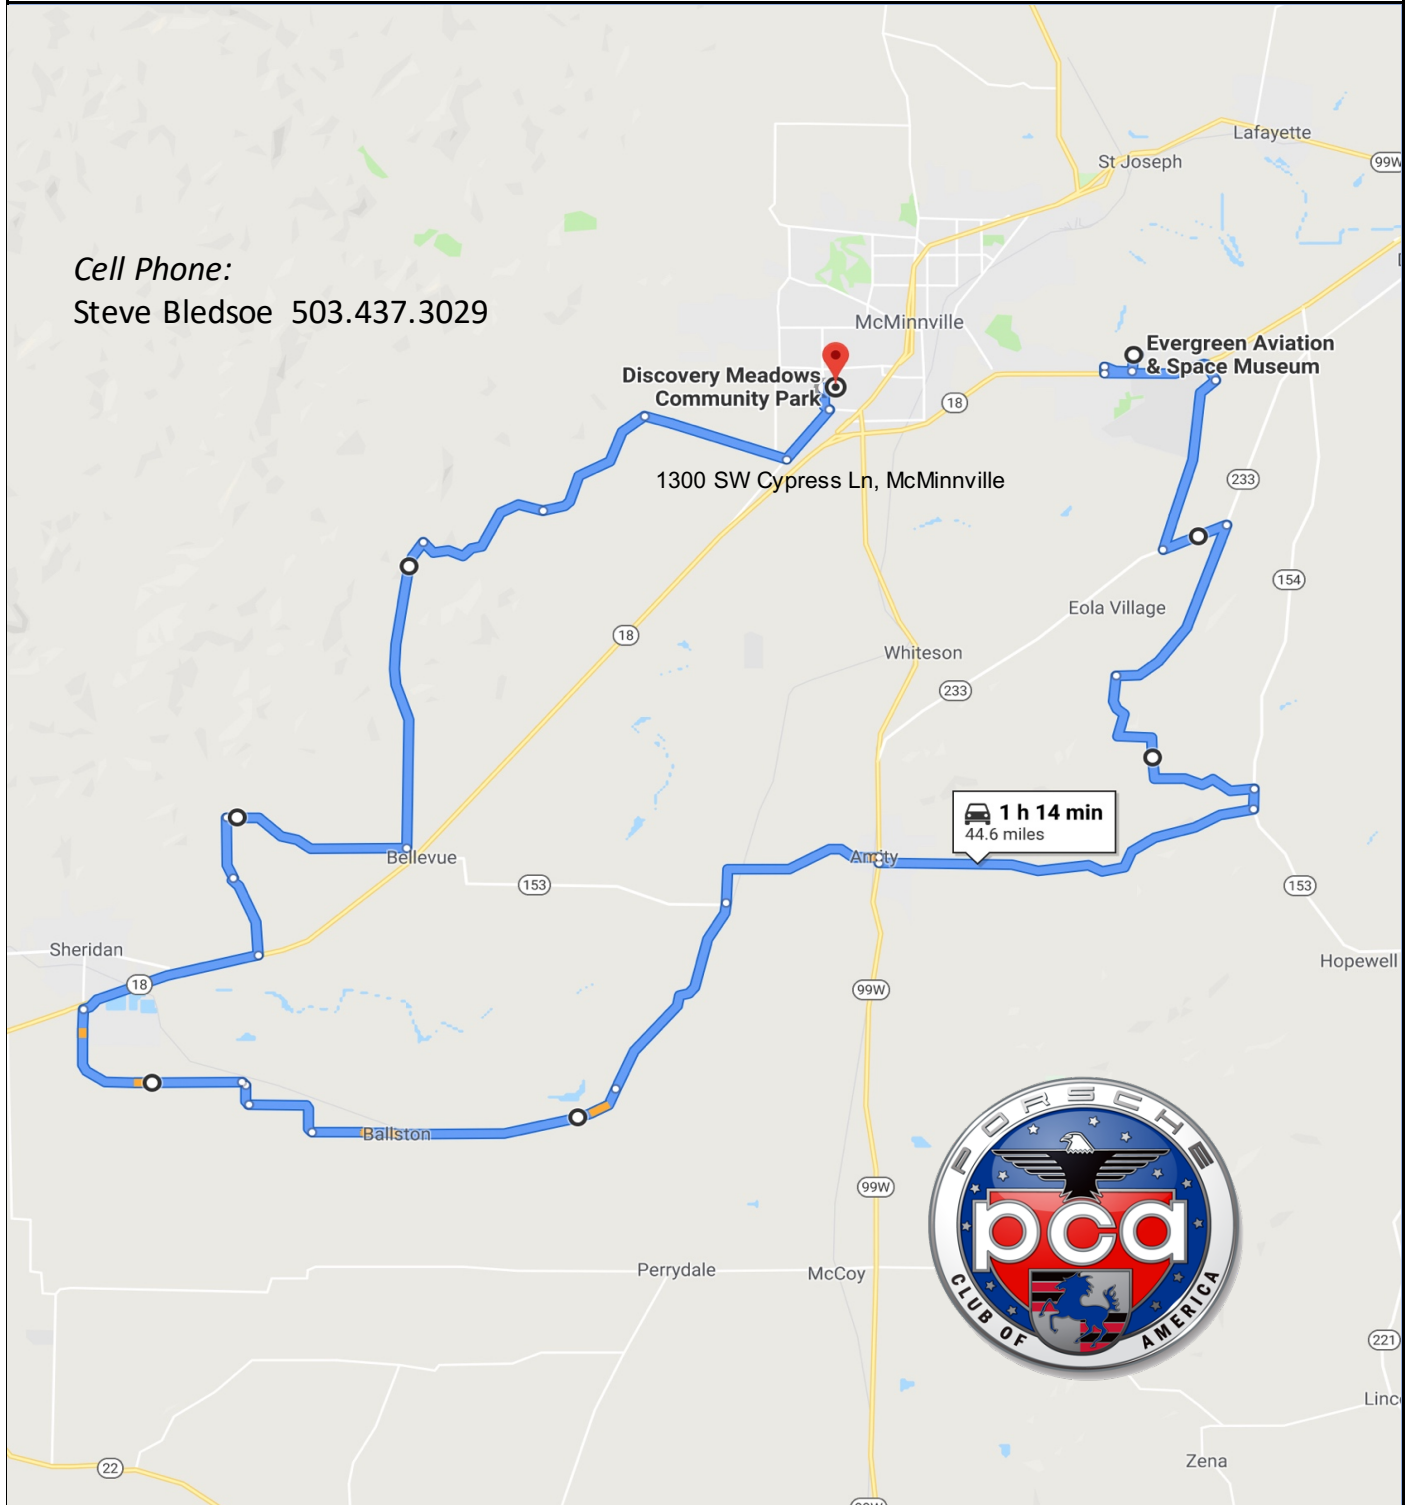 Lafayette
St Joseph
99W
Cell Phone:
Steve Bledsoe 503.437.3029
McMinnville
Evergreen Aviation
& Space Museum
Discovery Meadows
Community Park
18
1300 SW Cypress Ln, McMinnville
233
154
Eola Village
18
Whiteson
233
1 h 14 min
44.6 miles
Bellevue
Amity
153
153
Sheridan
Hopewell
18
99W
Ballston
PORSCHE
99W
pca
Perrydale
McCoy
CLUB OF AMERICA
221
Linc
Zena
22
99W